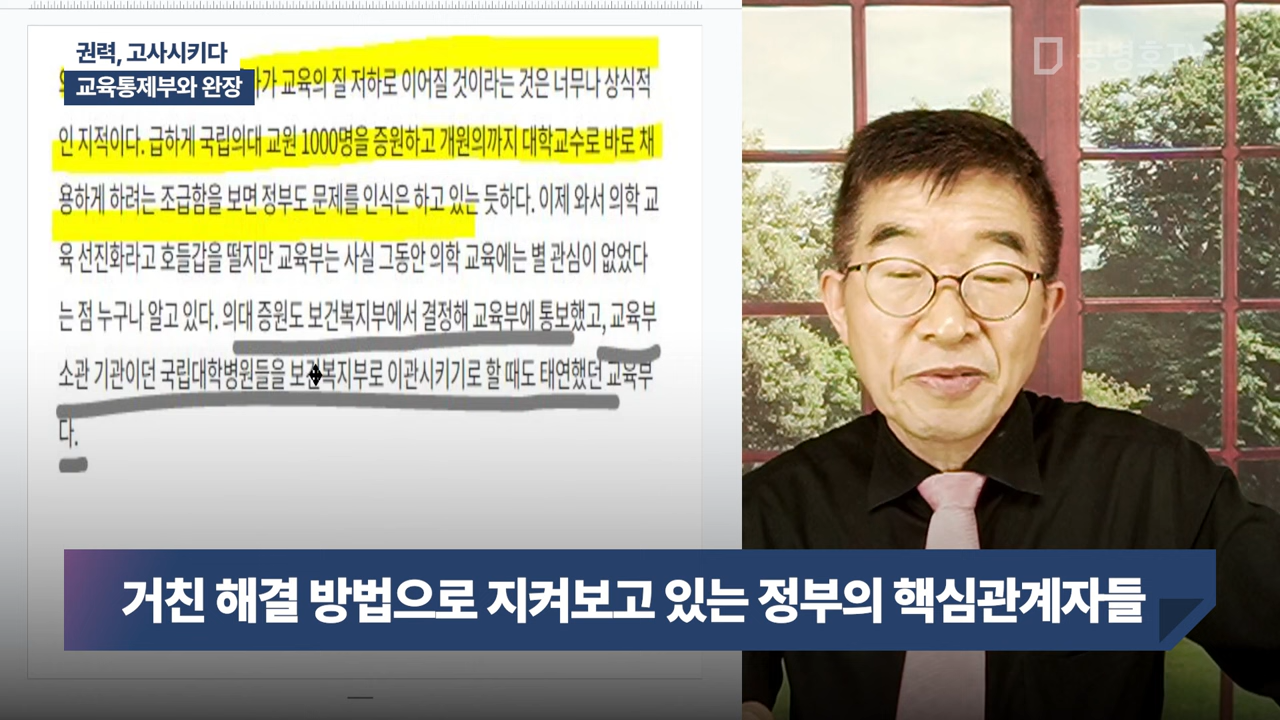 권력, 고사시키다
교육통제부와 완장
가 교육의 질 저하로 이어질 것이라는 것은 너무나 상식적
인 지적이다. 급하게 국립의대 교원 1000명을 증원하고 개원의까지 대학교수로 바로 채
용하게 하려는 조급함을 보면 정부도 문제를 인식은 하고 있는 듯하다. 이제 와서 의학 교
육 선진화라고 호들갑을 떨지만 교육부는 사실 그동안 의학 교육에는 별 관심이 없었다
는 점 누구나 알고 있다. 의대 증원도 보건복지부에서 결정해 교육부에 통보했고, 교육부
소관 기관이던 국립대학병원들을 보건복지부로 이관시키기로 할 때도 태연했던 교육부
다.
공병호TV
거친 해결 방법으로 지켜보고 있는 정부의 핵심관계자들